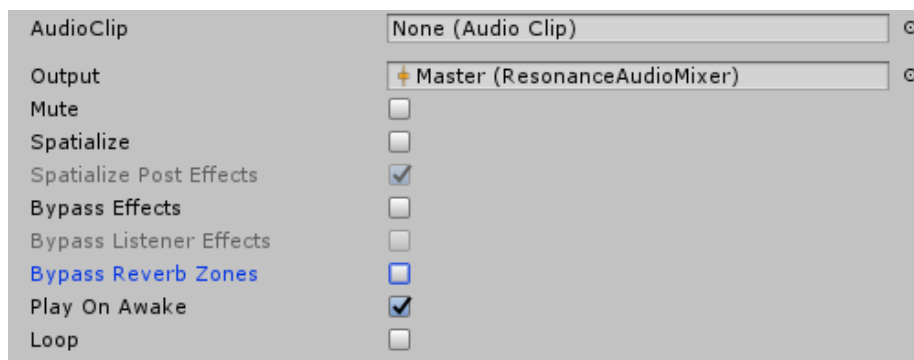 AudioClip None (Audio Clip)
Output Master (ResonanceAudioMixer)
Mute
Spatialize
Spatialize Post Effects
Bypass Effects
Bypass Listener Effects
Bypass Reverb Zones
Play On Awake
Loop